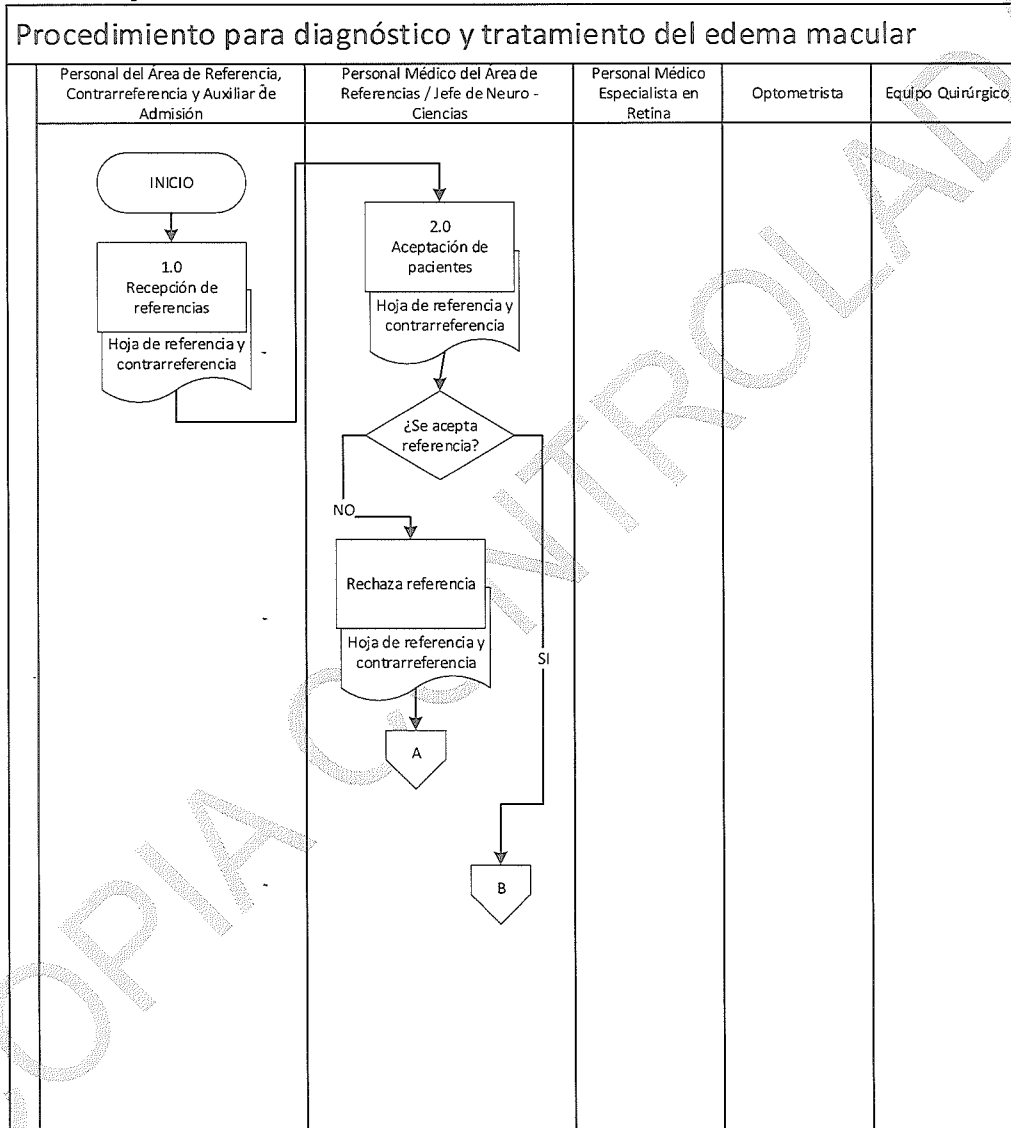 Procedimiento para diagnóstico y tratamiento del edema macular
Personal del Área de Referencia,
Contrarreferencia y Auxiliar de
Admisión
Personal Médico del Área de
Referencias / Jefe de Neuro -
Ciencias
Personal Médico
Especialista en
Retina
Optometrista
Equipo Quirúrgico
INICIO
1.0
Recepción de
referencias
Hoja de referencia y
contrarreferencia
2.0
Aceptación de
pacientes
Hoja de referencia y
contrarreferencia
¿Se acepta
referencia?
NO
Rechaza referencia
Hoja de referencia y
contrarreferencia
SI
A
B
COPIA CONTROLAD